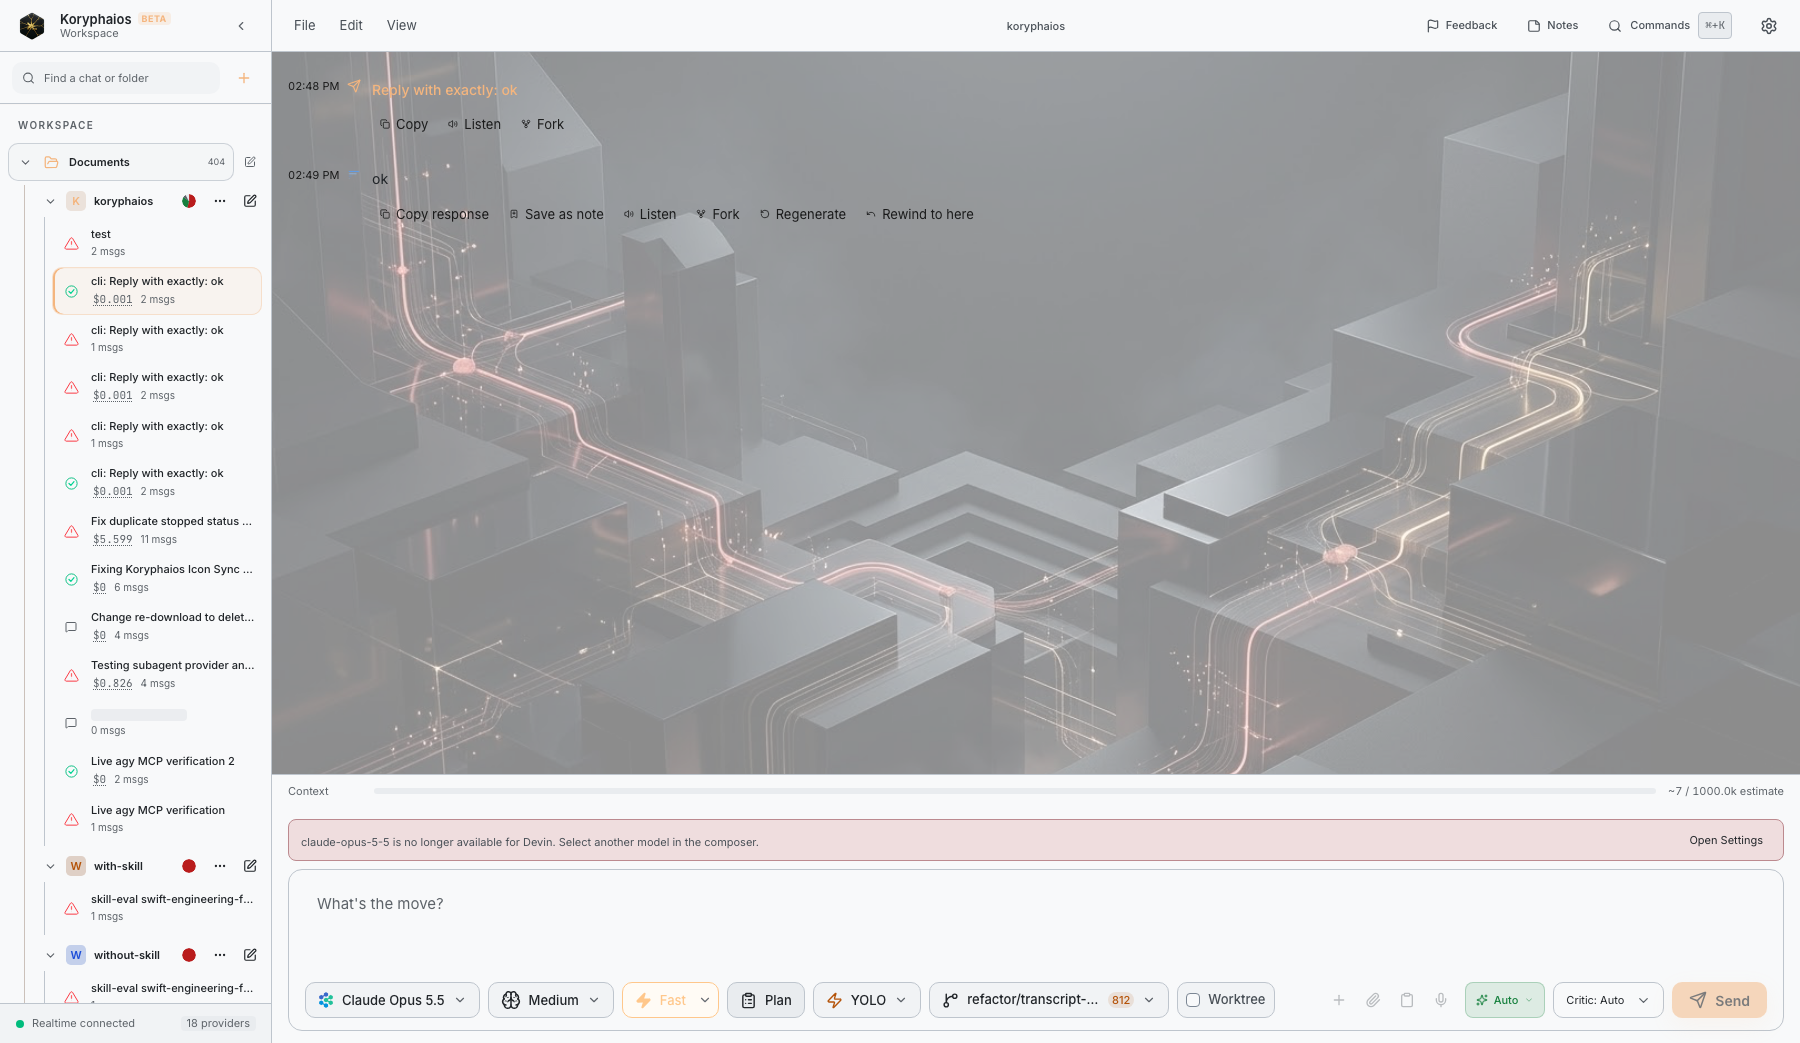 Koryphaios BETA
Workspace
File Edit View
koryphaios
Feedback Notes Commands ⌘+K
Find a chat or folder
WORKSPACE
Documents 404
K koryphaios
test
2 msgs
cli: Reply with exactly: ok
$0.001 2 msgs
cli: Reply with exactly: ok
1 msgs
cli: Reply with exactly: ok
$0.001 2 msgs
cli: Reply with exactly: ok
1 msgs
cli: Reply with exactly: ok
$0.001 2 msgs
Fix duplicate stopped status ...
$5.599 11 msgs
Fixing Koryphaios Icon Sync ...
$0 6 msgs
Change re-download to delet...
$0 4 msgs
Testing subagent provider an...
$0.826 4 msgs
0 msgs
Live agy MCP verification 2
$0 2 msgs
Live agy MCP verification
1 msgs
W with-skill
skill-eval swift-engineering-f...
1 msgs
W without-skill
skill-eval swift-engineering-f...
Realtime connected 18 providers
02:48 PM Reply with exactly: ok
Copy Listen Fork
02:49 PM ok
Copy response Save as note Listen Fork Regenerate Rewind to here
Context ~7 / 1000.0k estimate
claude-opus-5-5 is no longer available for Devin. Select another model in the composer. Open Settings
What's the move?
Claude Opus 5.5 Medium Fast Plan YOLO refactor/transcript-... 812 Worktree Auto Critic: Auto Send